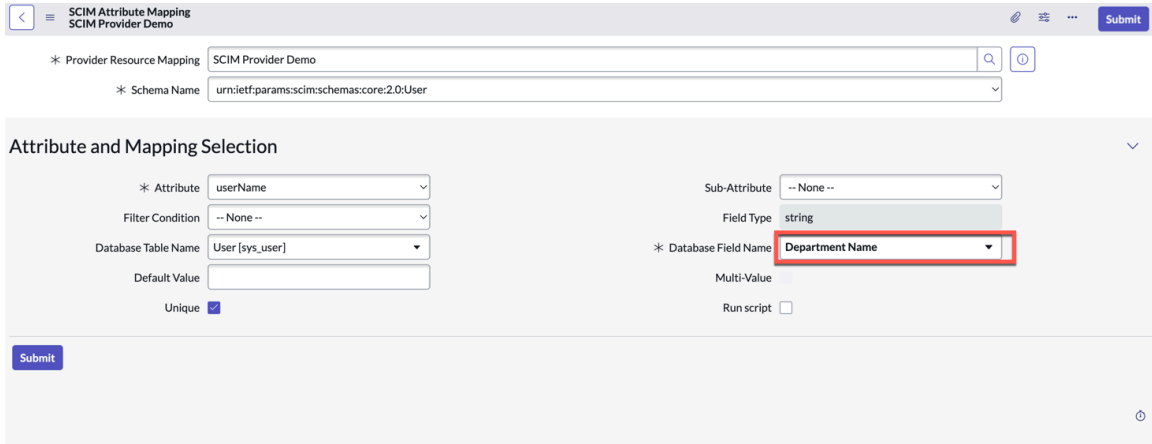 SCIM Attribute Mapping
SCIM Provider Demo
Submit
* Provider Resource Mapping SCIM Provider Demo
* Schema Name urn:ietf:params:scim:schemas:core:2.0:User
Attribute and Mapping Selection
* Attribute userName Sub-Attribute -- None --
Filter Condition -- None -- Field Type string
Database Table Name User [sys_user] * Database Field Name Department Name
Default Value Multi-Value
Unique Run script
Submit